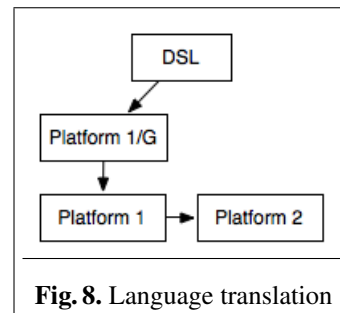 DSL
Platform 1/G
Platform 1
Platform 2
Fig. 8. Language translation